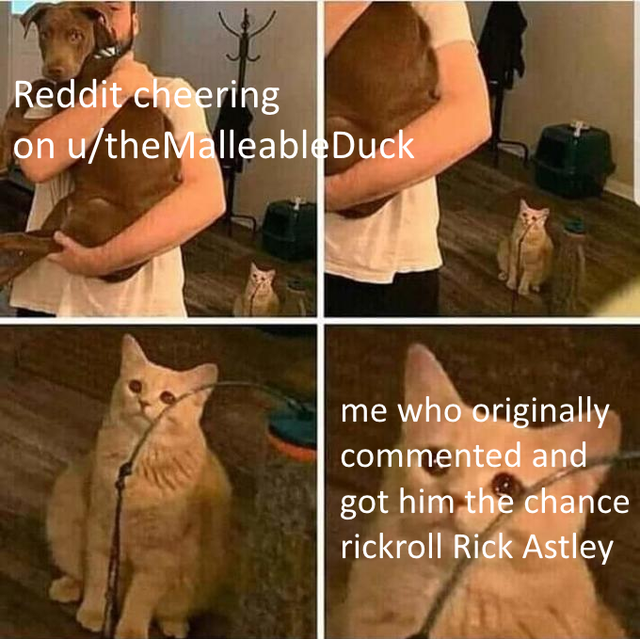 Reddit cheering
on u/theMalleableDuck
me who originally
commented and
got him the chance
rickroll Rick Astley